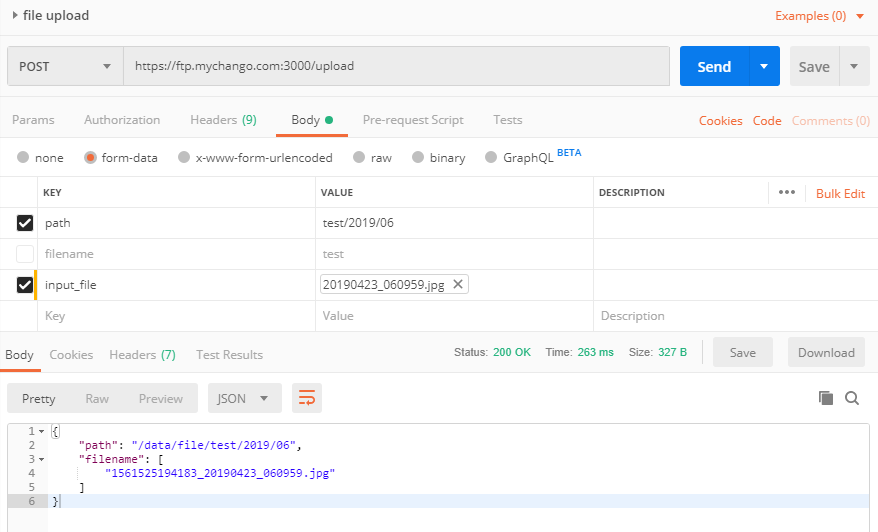 file upload
Examples (0)
POST
https://ftp.mychango.com:3000/upload
Send
Save
Params
Authorization
Headers (9)
Body
Pre-request Script
Tests
Cookies
Code
Comments (0)
none
form-data
x-www-form-urlencoded
raw
binary
GraphQL BETA
KEY
VALUE
DESCRIPTION
Bulk Edit
path
test/2019/06
filename
test
input_file
20190423_060959.jpg
Key
Value
Description
Body
Cookies
Headers (7)
Test Results
Status: 200 OK
Time: 263 ms
Size: 327 B
Save
Download
Pretty
Raw
Preview
JSON
1 {
2 "path": "/data/file/test/2019/06",
3 "filename": [
4 "1561525194183_20190423_060959.jpg"
5 ]
6 }